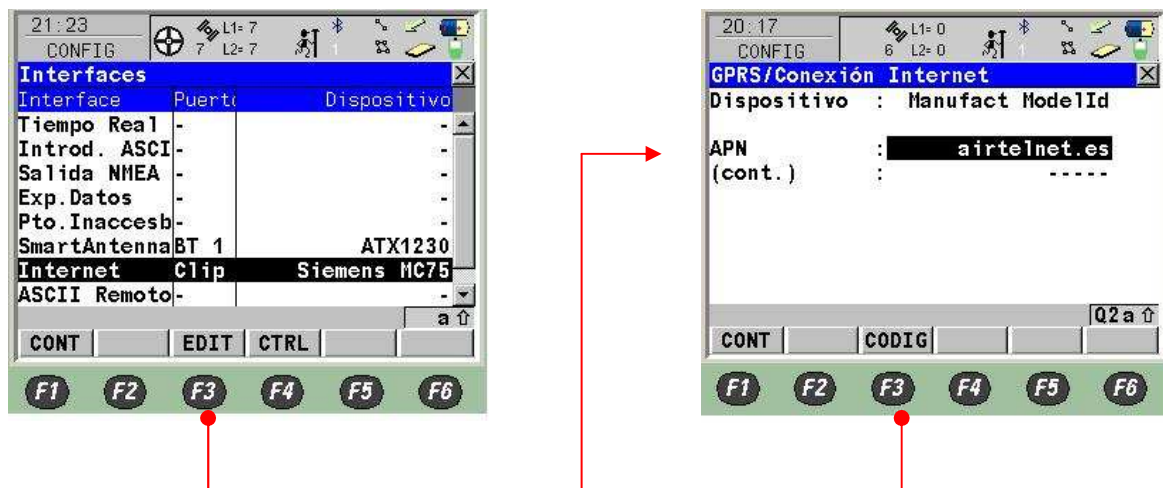 21:23
CONFIG
L1= 7
7 L2= 7
1
Interfaces
Interface Puerto Dispositivo
Tiempo Real - -
Introd. ASCI - -
Salida NMEA - -
Exp.Datos - -
Pto.Inaccesb - -
SmartAntenna BT 1 ATX1230
Internet Clip Siemens MC75
ASCII Remoto - -
a
CONT EDIT CTRL
F1 F2 F3 F4 F5 F6
20:17
CONFIG
L1= 0
6 L2= 0
1
GPRS/Conexión Internet
Dispositivo : Manufact ModelId
APN : airtelnet.es
(cont.) : -----
Q2a
CONT CODIG
F1 F2 F3 F4 F5 F6